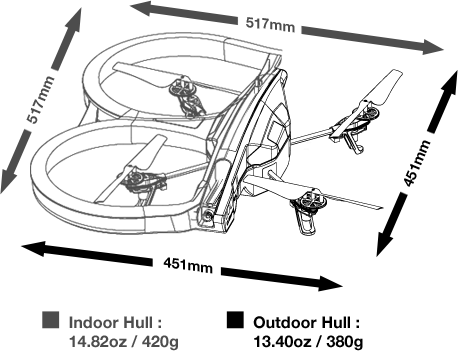 517mm
517mm
451mm
451mm
Indoor Hull :
14.82oz / 420g
Outdoor Hull :
13.40oz / 380g